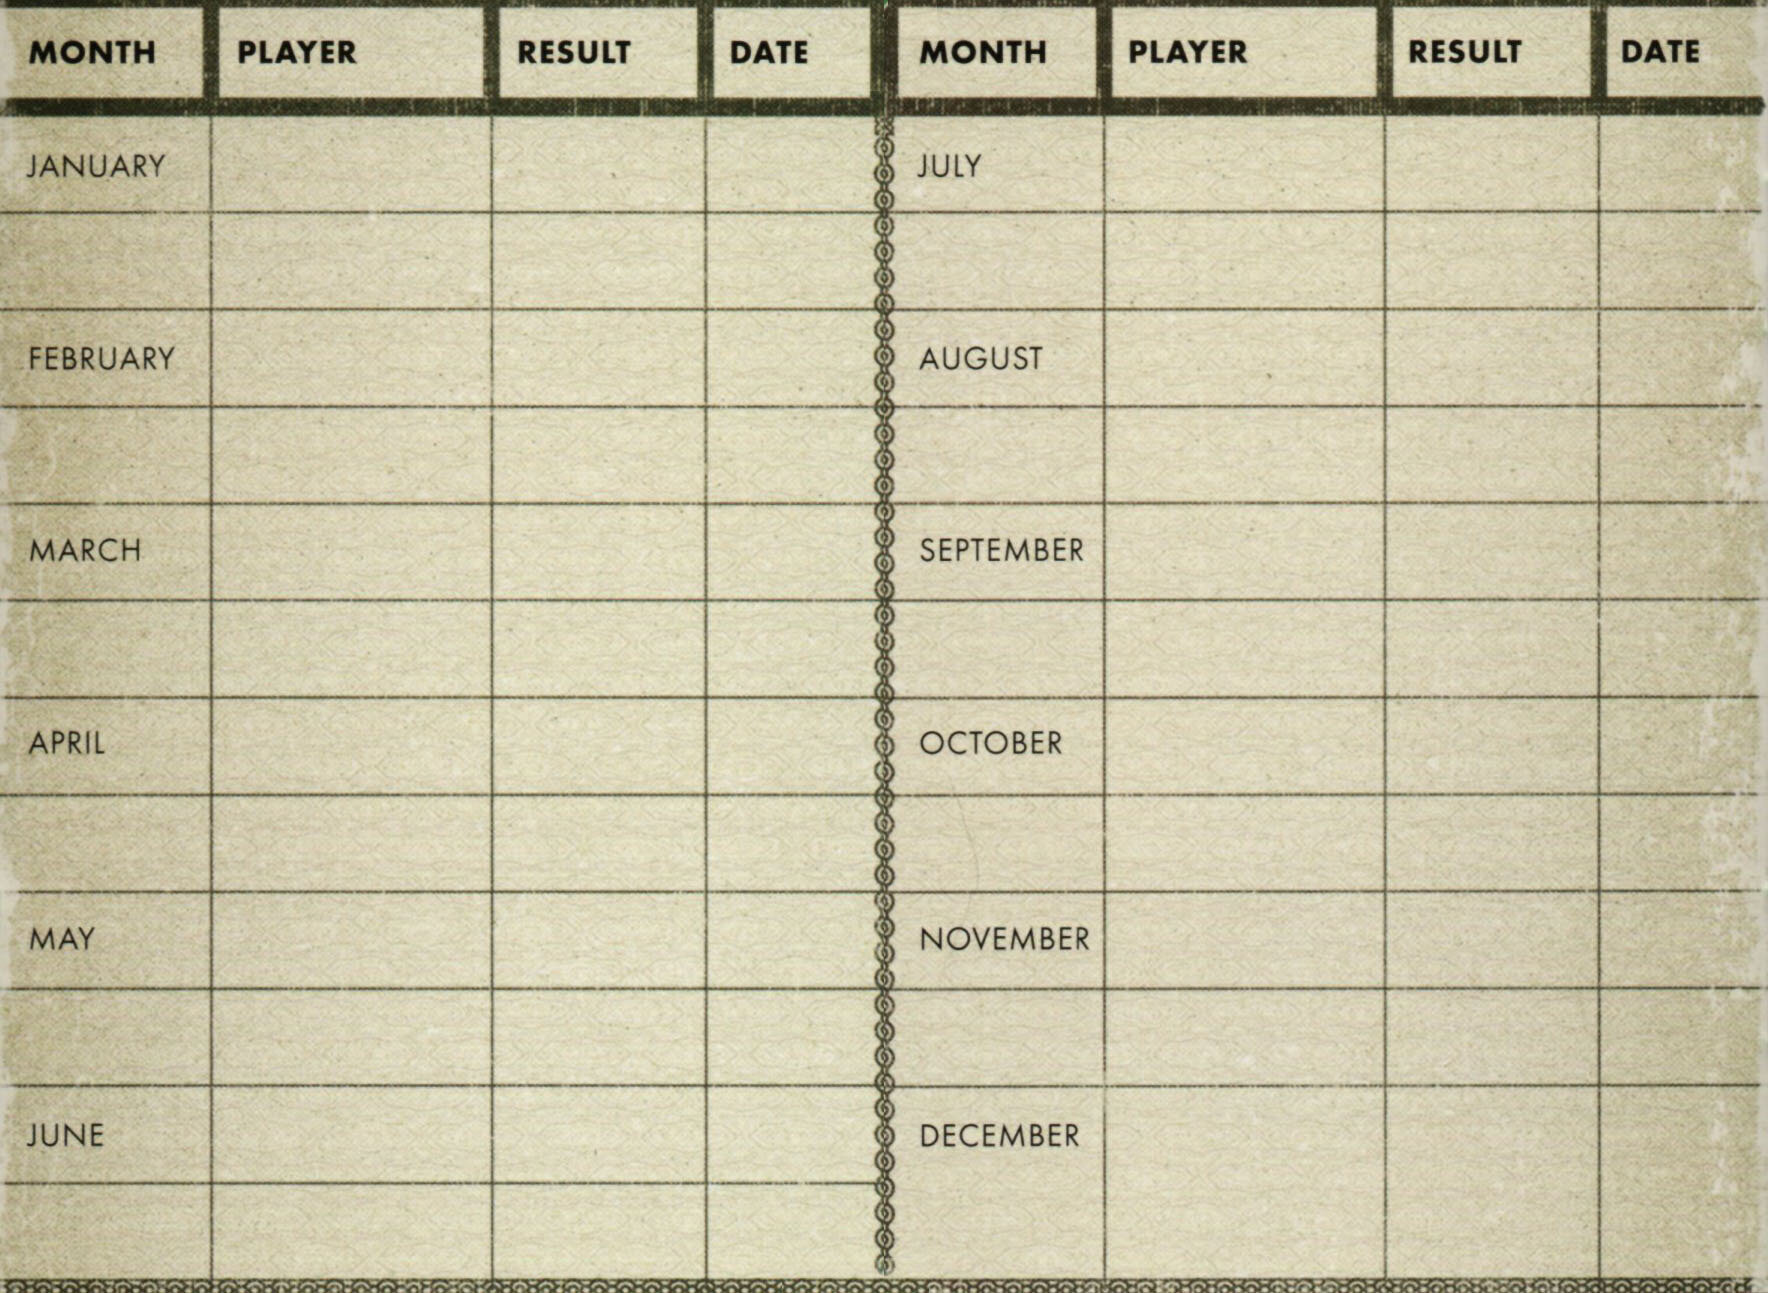 MONTH PLAYER RESULT DATE MONTH PLAYER RESULT DATE
JANUARY JULY
FEBRUARY AUGUST
MARCH SEPTEMBER
APRIL OCTOBER
MAY NOVEMBER
JUNE DECEMBER